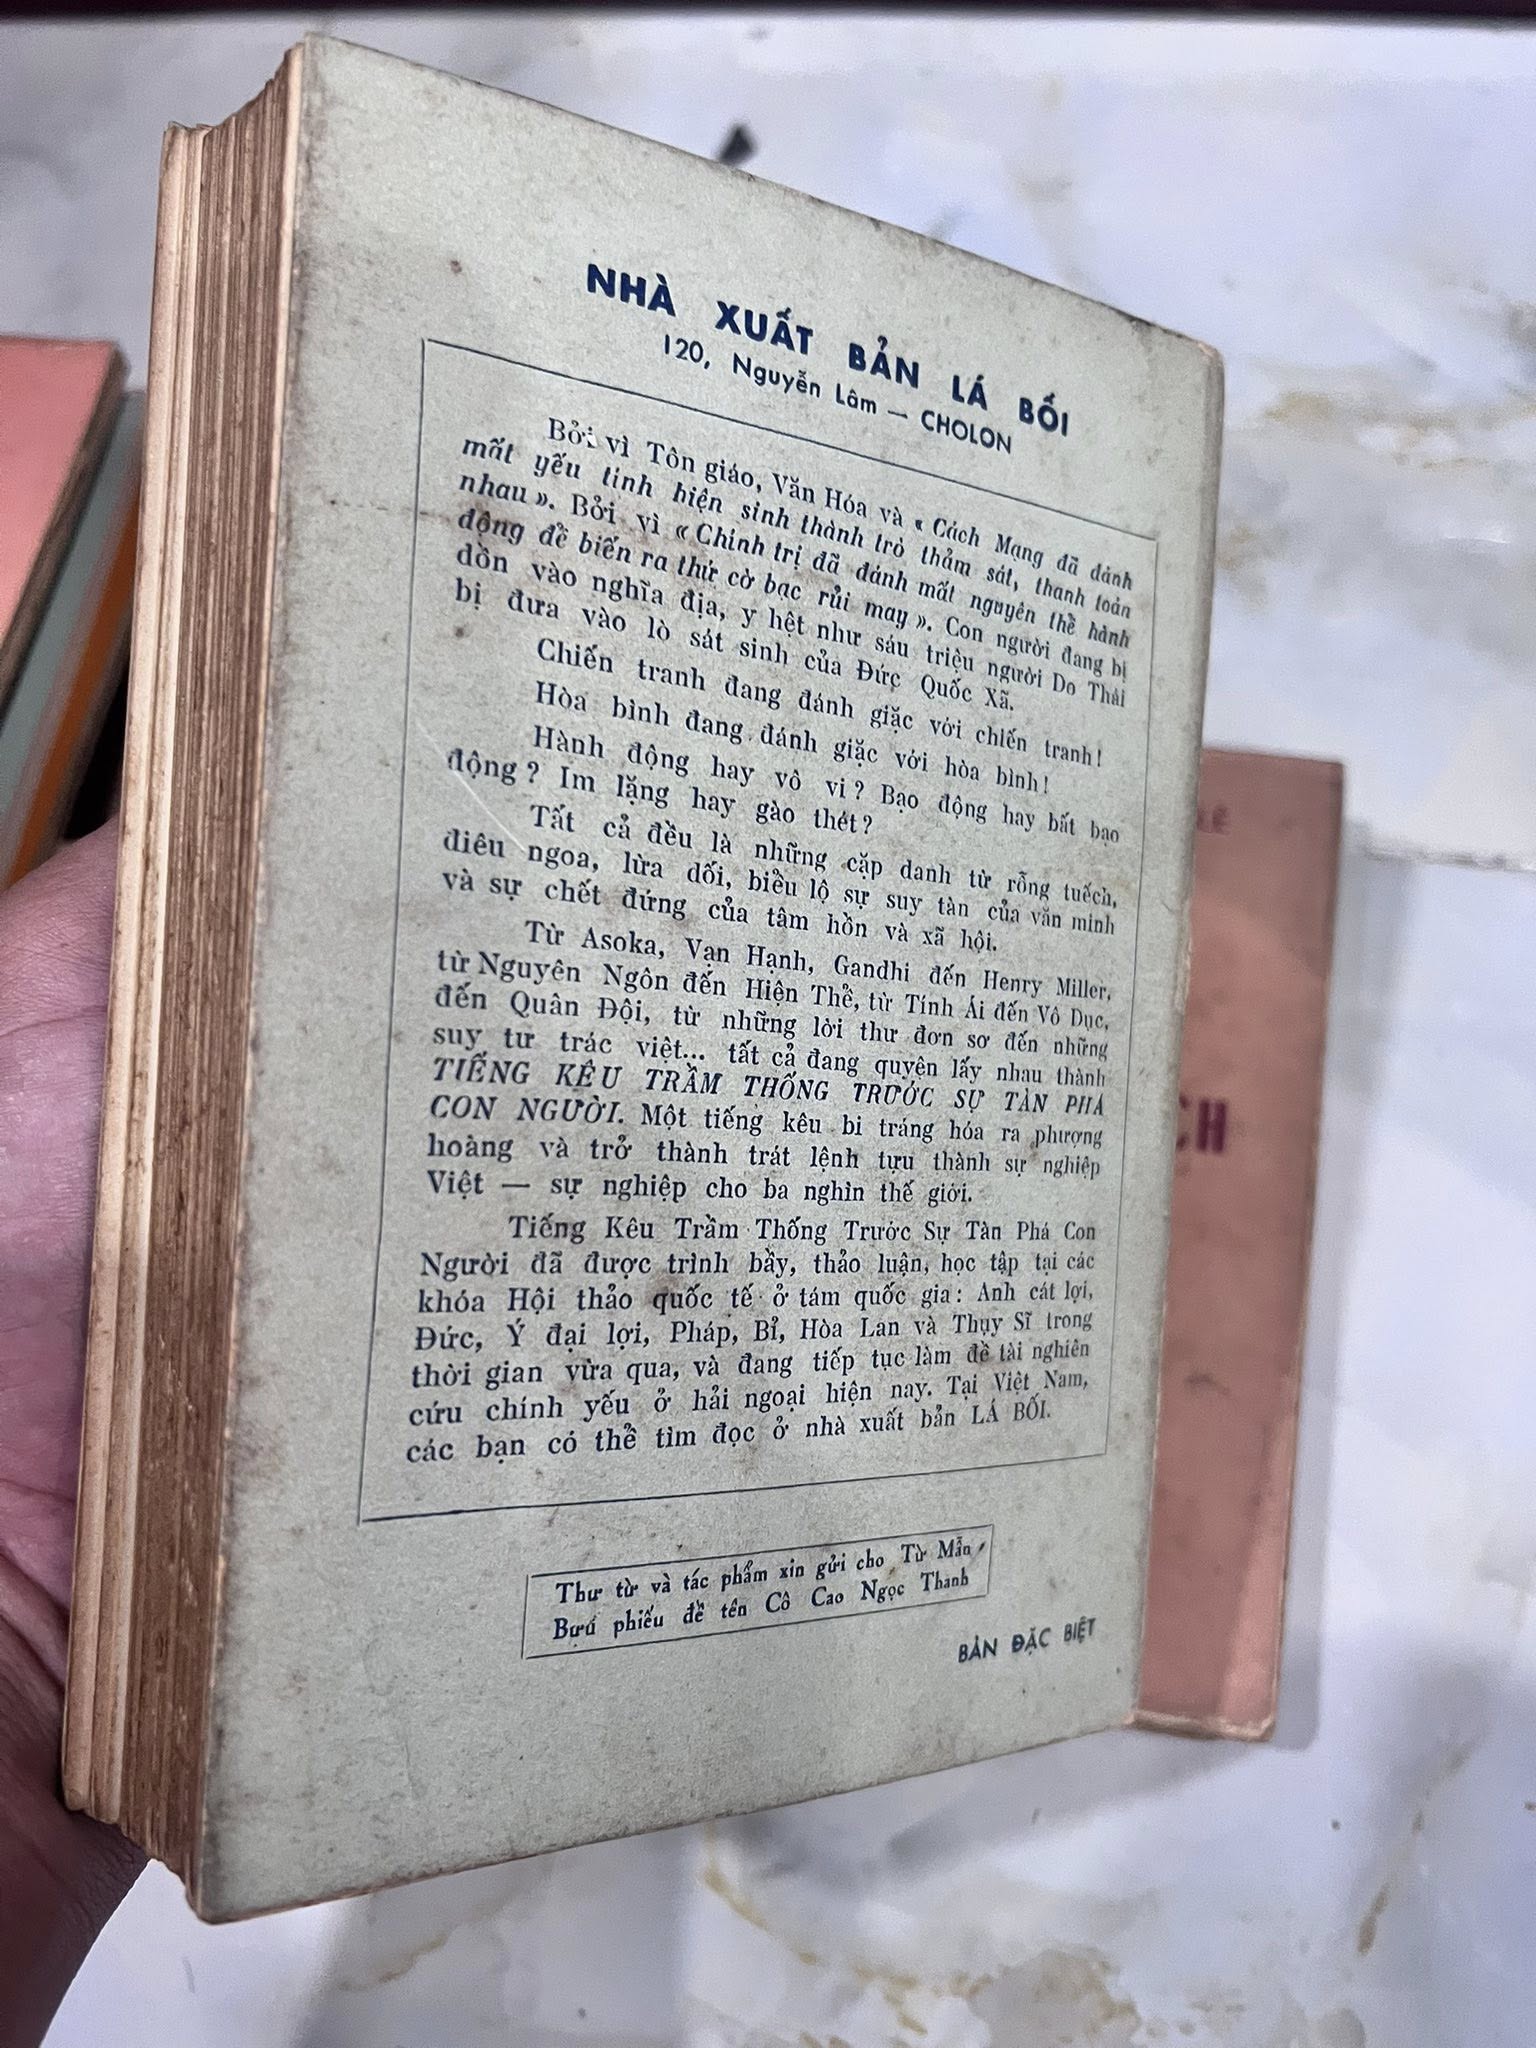 NHÀ XUẤT BẢN LÁ BỐI
120, Nguyễn Lâm — CHOLON
Bởi vì Tôn giáo, Văn Hóa và « Cách Mạng đã đánh
mất yếu tính hiện sinh thành trò thảm sát, thanh toán
nhau ». Bởi vì « Chính trị đã đánh mất nguyên thể hành
động để biến ra thứ cờ bạc rủi may ». Con người đang bị
dồn vào nghĩa địa, y hệt như sáu triệu người Do Thái
bị đưa vào lò sát sinh của Đức Quốc Xã.
Chiến tranh đang đánh giặc với chiến tranh!
Hòa bình đang đánh giặc với hòa bình!
Hành động hay vô vi? Bạo động hay bất bạo
động? Im lặng hay gào thét?
Tất cả đều là những cặp danh từ rỗng tuếch,
điêu ngoa, lừa dối, biểu lộ sự suy tàn của văn minh
và sự chết đứng của tâm hồn và xã hội.
Từ Asoka, Vạn Hạnh, Gandhi đến Henry Miller,
từ Nguyên Ngôn đến Hiện Thể, từ Tính Ái đến Vô Dục,
đến Quân Đội, từ những lời thư đơn sơ đến những
suy tư trác việt... tất cả đang quyện lấy nhau thành
TIẾNG KÊU TRẦM THỐNG TRƯỚC SỰ TÀN PHÁ
CON NGƯỜI. Một tiếng kêu bi tráng hóa ra phượng
hoàng và trở thành trát lệnh tựu thành sự nghiệp
Việt — sự nghiệp cho ba nghìn thế giới.
Tiếng Kêu Trầm Thống Trước Sự Tàn Phá Con
Người đã được trình bầy, thảo luận, học tập tại các
khóa Hội thảo quốc tế ở tám quốc gia: Anh cát lợi,
Đức, Ý đại lợi, Pháp, Bỉ, Hòa Lan và Thụy Sĩ trong
thời gian vừa qua, và đang tiếp tục làm đề tài nghiên
cứu chính yếu ở hải ngoại hiện nay. Tại Việt Nam,
các bạn có thể tìm đọc ở nhà xuất bản LÁ BỐI.
Thư từ và tác phẩm xin gửi cho Từ Mẫn
Bưu phiếu đề tên Cô Cao Ngọc Thanh
BẢN ĐẶC BIỆT
CH